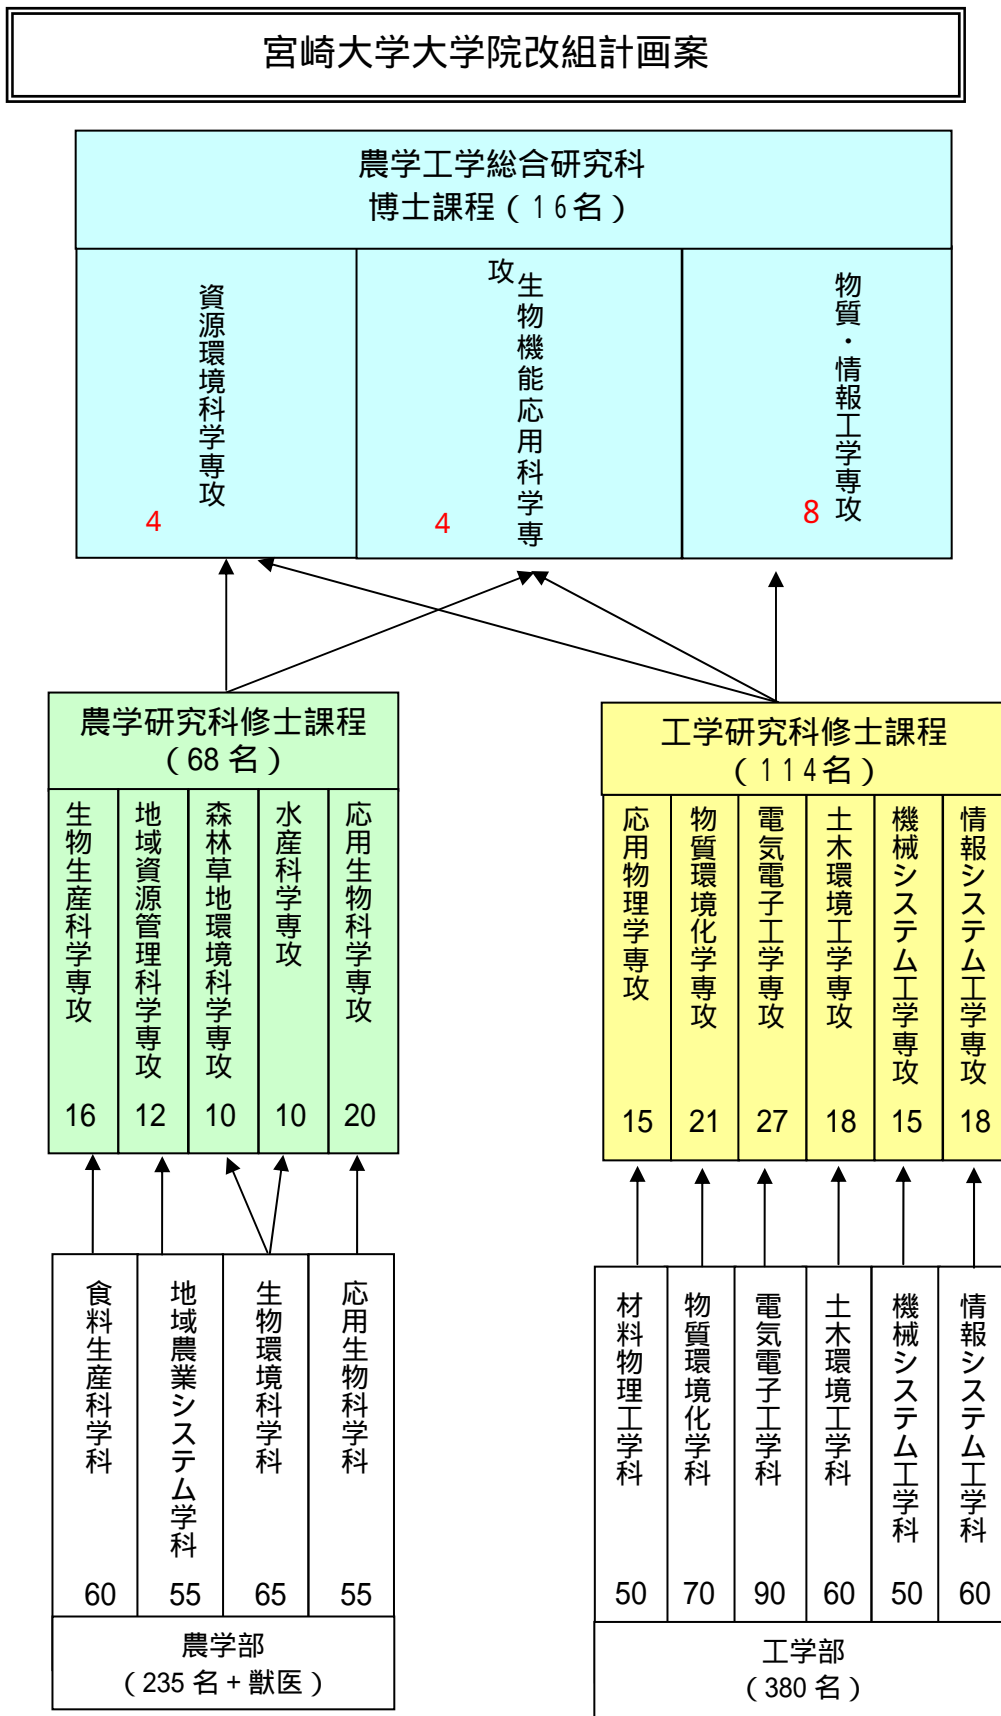 宮崎大学大学院改組計画案
農学工学総合研究科
博士課程（16名）
資源環境科学専攻
4
生物機能応用科学専
攻
4
物質・情報工学専攻
8
農学研究科修士課程
（68 名）
生物生産科学専攻
16
地域資源管理科学専攻
12
森林草地環境科学専攻
10
水産科学専攻
10
応用生物科学専攻
20
工学研究科修士課程
（114名）
応用物理学専攻
15
物質環境化学専攻
21
電気電子工学専攻
27
土木環境工学専攻
18
機械システム工学専攻
15
情報システム工学専攻
18
食料生産科学科
60
地域農業システム学科
55
生物環境科学科
65
応用生物科学科
55
農学部
（235 名 + 獣医）
材料物理工学科
50
物質環境化学科
70
電気電子工学科
90
土木環境工学科
60
機械システム工学科
50
情報システム工学科
60
工学部
（380 名）